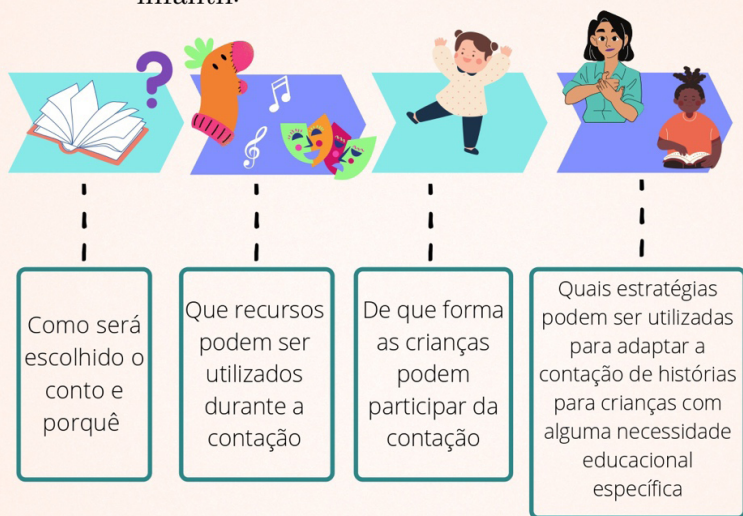 infantil.
?
Como será
escolhido o
conto e
porquê
Que recursos
podem ser
utilizados
durante a
contação
De que forma
as crianças
podem
participar da
contação
Quais estratégias
podem ser utilizadas
para adaptar a
contação de histórias
para crianças com
alguma necessidade
educacional
específica